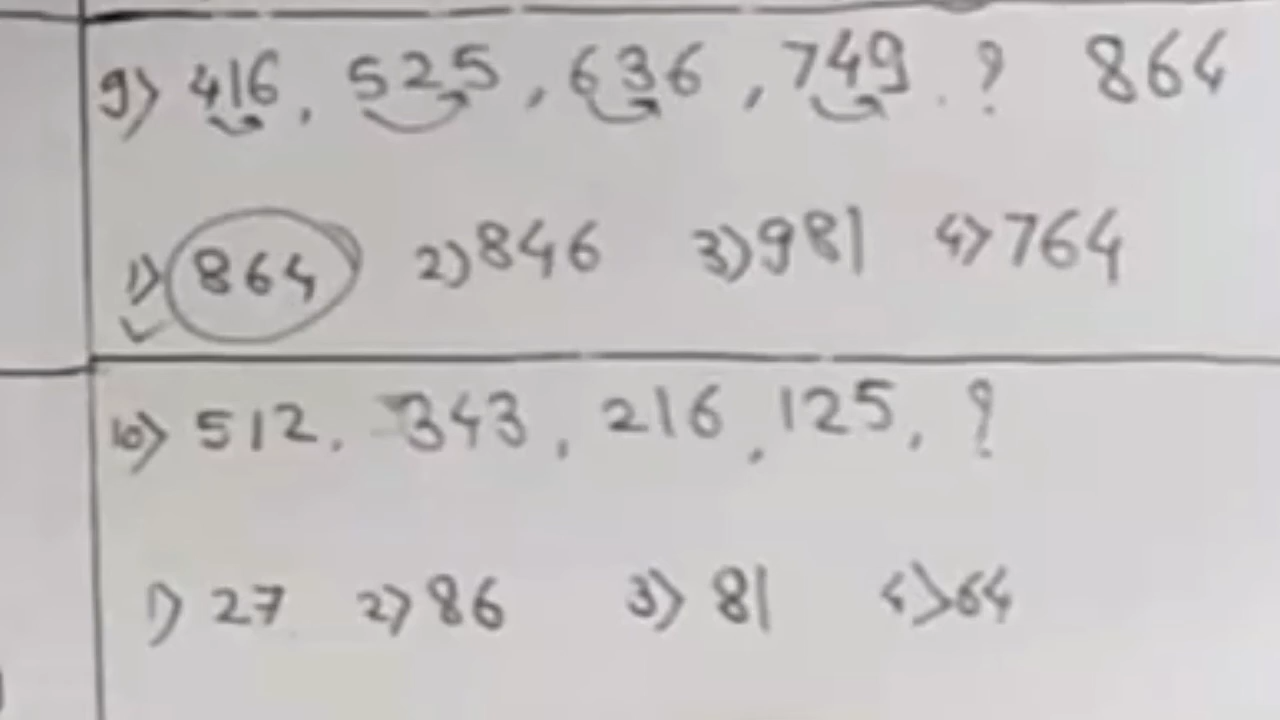 9) 416, 525, 636, 749. ? 864
1) 864 2) 846 3) 981 4) 764
10) 512. 343, 216, 125, ?
1) 27 2) 86 3) 81 4) 64